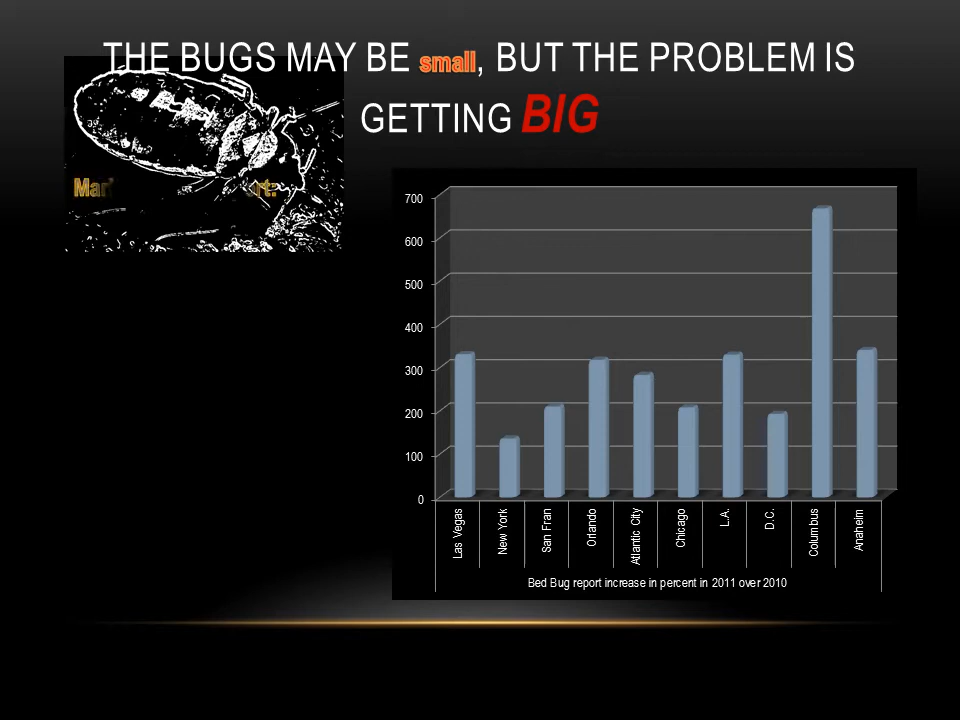 THE BUGS MAY BE small, BUT THE PROBLEM IS
GETTING BIG
700
600
500
400
300
200
100
0
Las Vegas
New York
San Fran
Orlando
Atlantic City
Chicago
L.A.
D.C.
Columbus
Anaheim
Bed Bug report increase in percent in 2011 over 2010